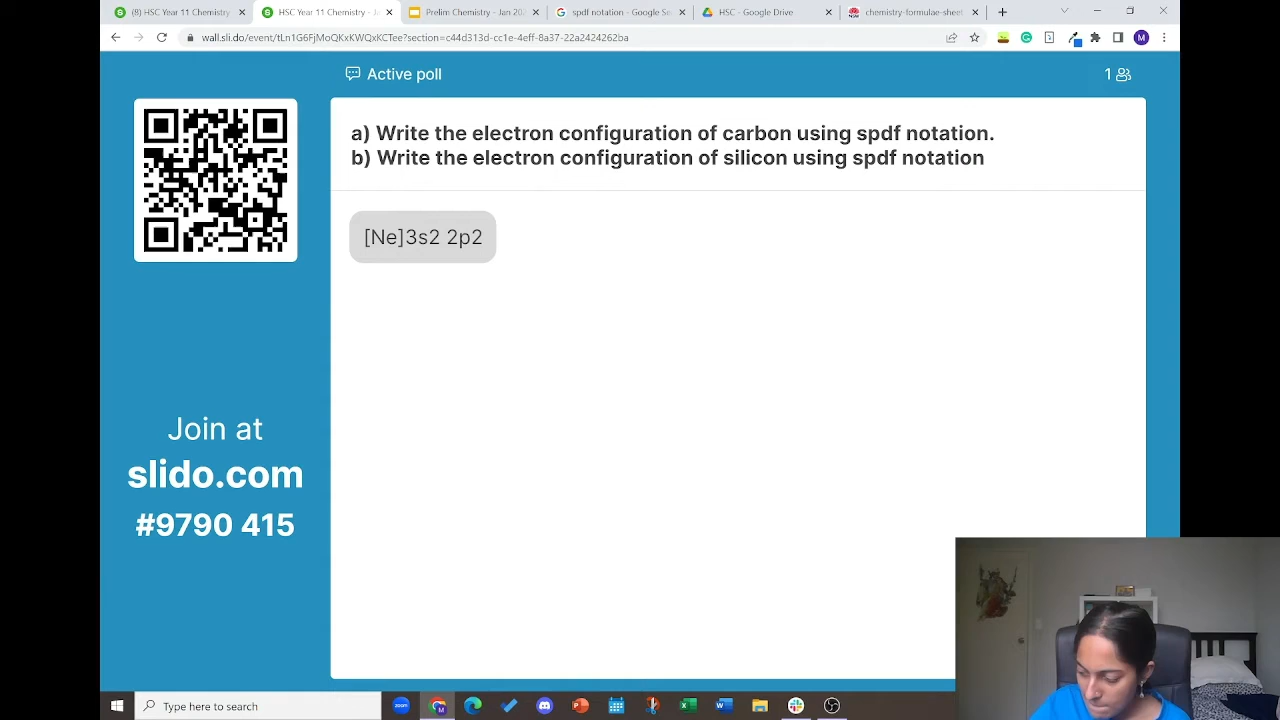 (8) HSC Year 11 Chemistry
HSC Year 11 Chemistry - J
Prelim Chemistry - Jan 20
spdf notation - Google Se
HSC - Google Drive
chemistry-formulae-sheet
wall.sli.do/event/tLn1G6FjMoQKxKWQxKCTee?section=c44d313d-cc1e-4eff-8a37-22a2424262ba
M
Active poll
1
a) Write the electron configuration of carbon using spdf notation.
b) Write the electron configuration of silicon using spdf notation
[Ne]3s2 2p2
Join at
slido.com
#9790 415
Type here to search
zoom